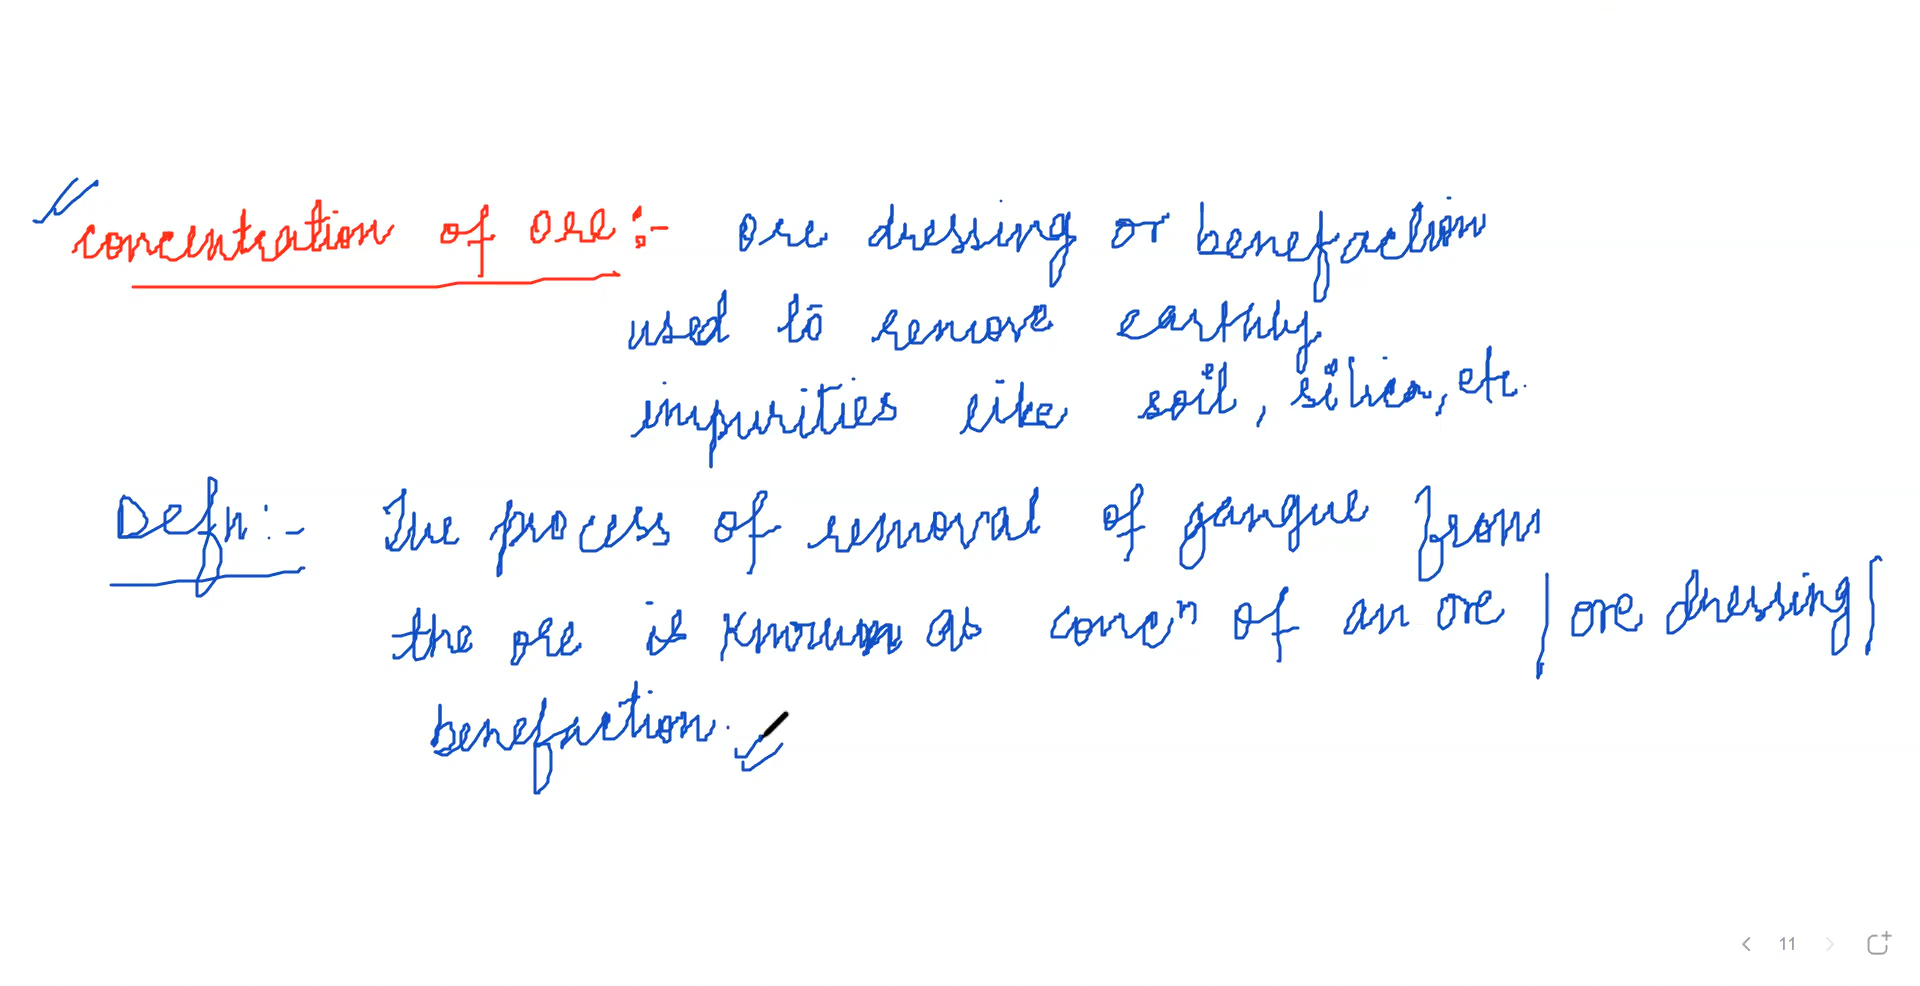 concentration of ore :- ore dressing or benefaction
used to remove earthly
impurities like soil, silica, etc.
Defn :- The process of removal of gangue from
the ore is known as concⁿ of an ore / ore dressing /
benefaction.
11